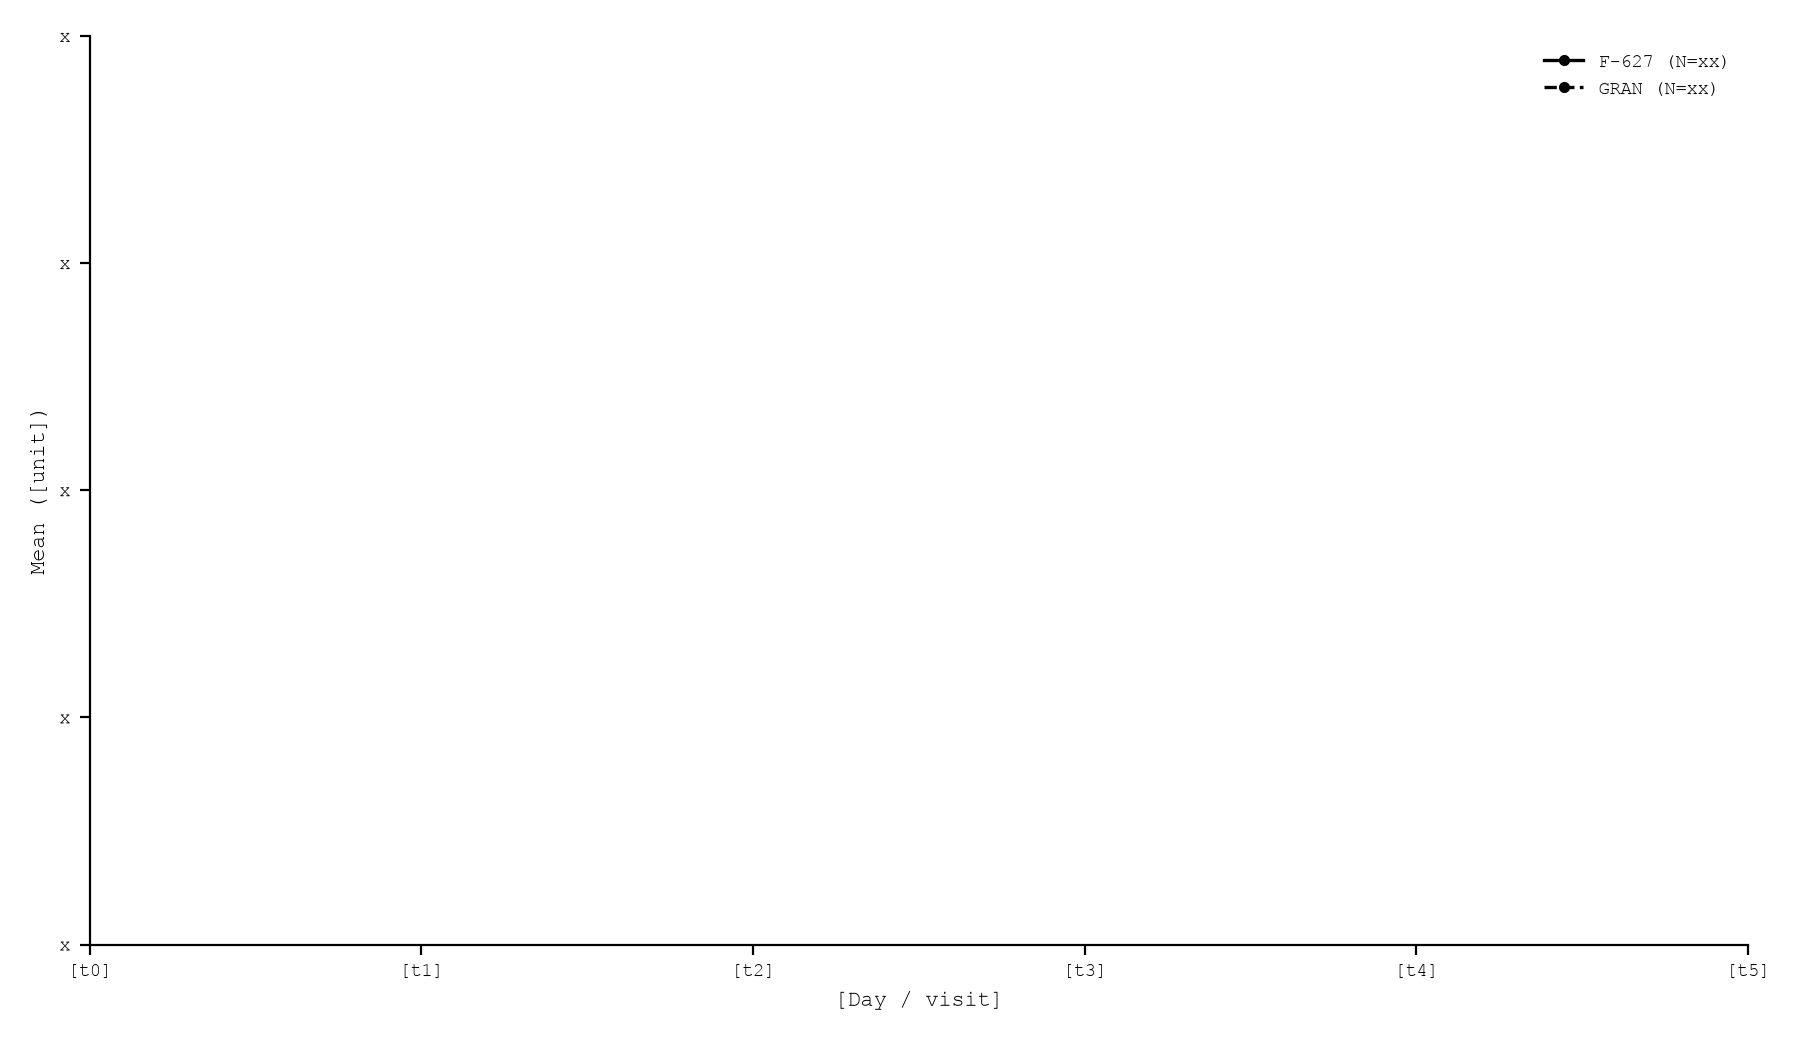 x
F-627 (N=xx)
GRAN (N=xx)
x
Mean ([unit])
x
x
x
[t0] [t1] [t2] [t3] [t4] [t5]
[Day / visit]